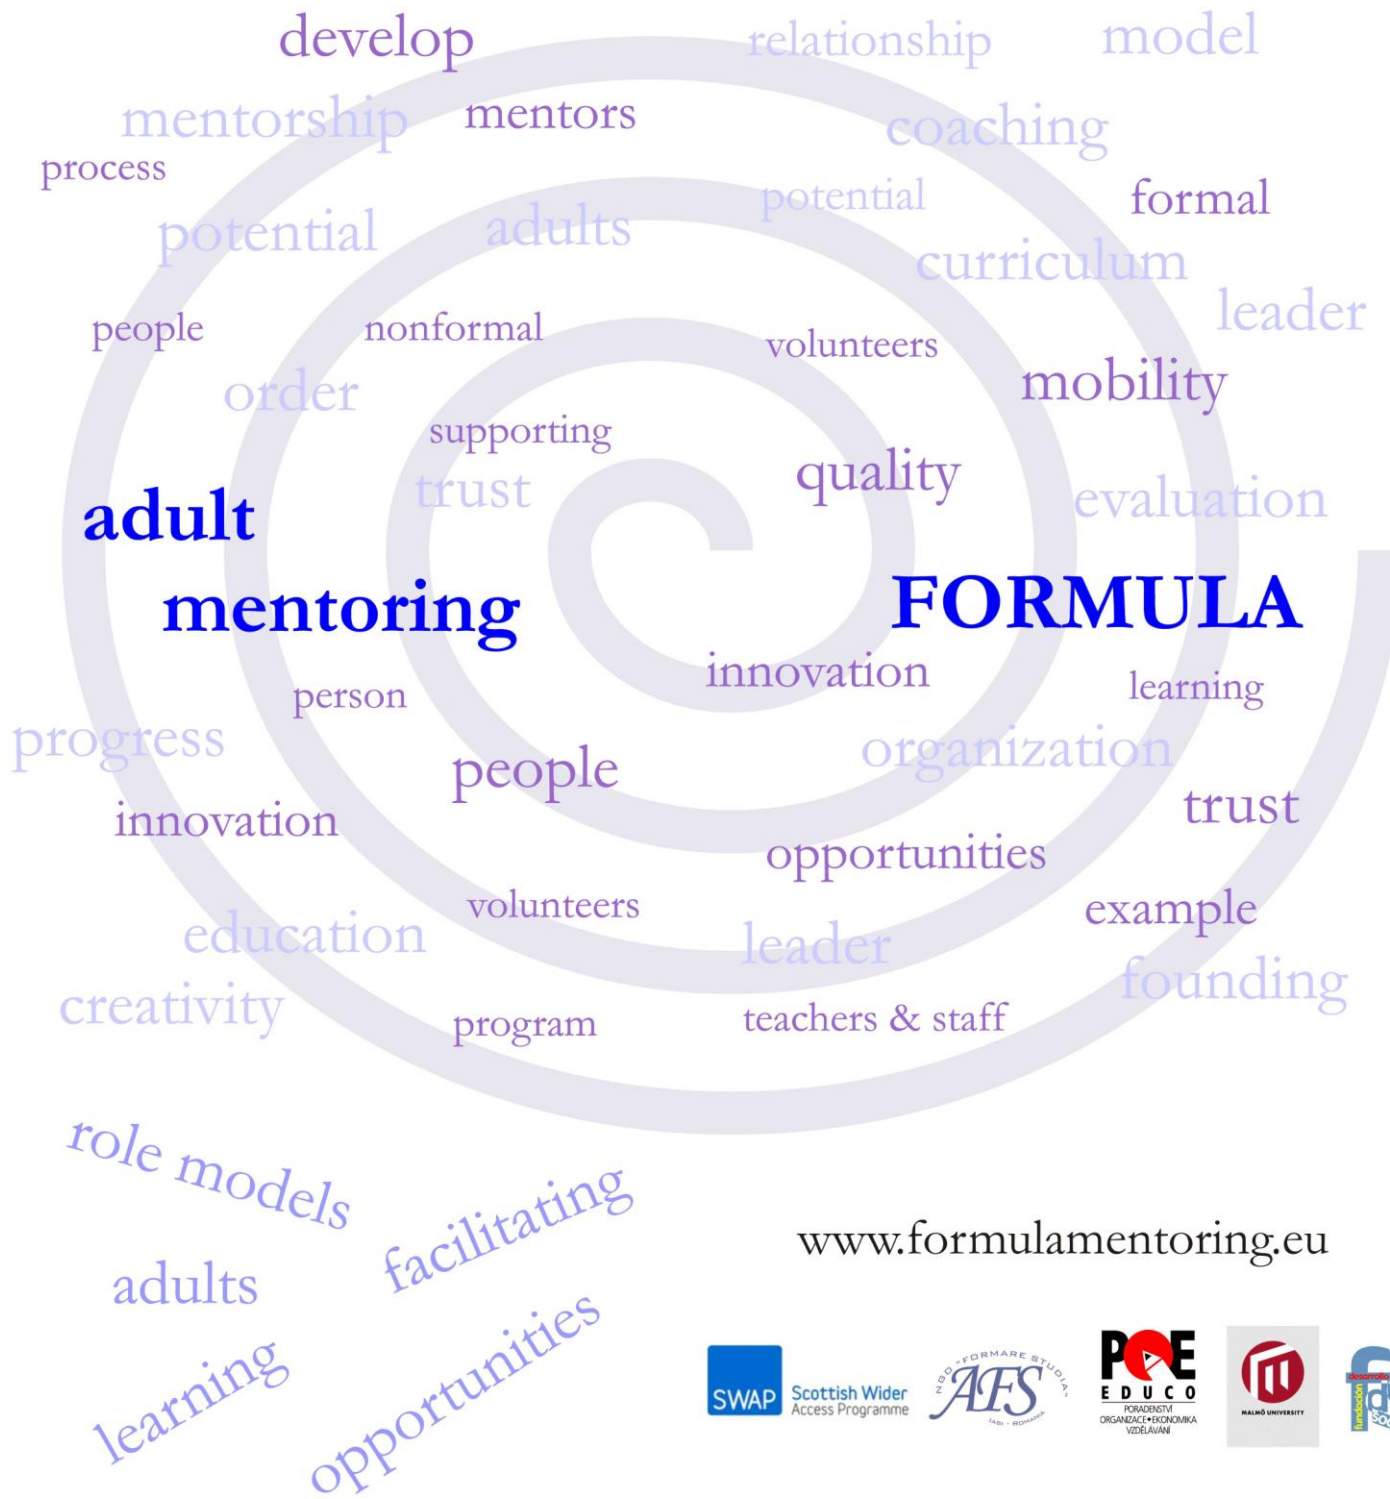 develop
relationship
model
mentorship
mentors
coaching
process
potential
formal
potential
adults
curriculum
leader
people
nonformal
volunteers
order
mobility
supporting
quality
trust
evaluation
adult
mentoring
FORMULA
innovation
learning
person
progress
organization
people
trust
innovation
opportunities
volunteers
example
education
leader
founding
creativity
program
teachers & staff
role models
facilitating
adults
learning
opportunities
www.formulamentoring.eu
SWAP
Scottish Wider
Access Programme
NGO "FORMARE STUDIA"
AFS
IASI - ROMANIA
POE
EDUCO
PORADENSTVÍ
ORGANIZACE•EKONOMIKA
VZDĚLÁVÁNÍ
MALMÖ UNIVERSITY
fundación
desarrollo